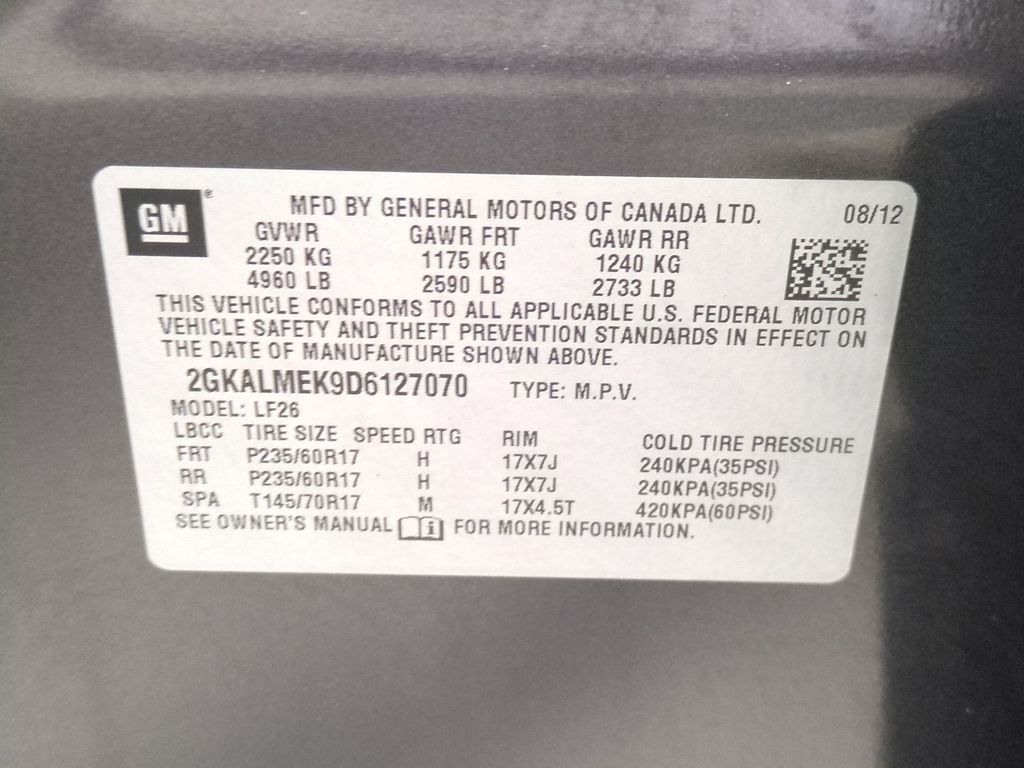 GM®
MFD BY GENERAL MOTORS OF CANADA LTD. 08/12
GVWR GAWR FRT GAWR RR
2250 KG 1175 KG 1240 KG
4960 LB 2590 LB 2733 LB
THIS VEHICLE CONFORMS TO ALL APPLICABLE U.S. FEDERAL MOTOR
VEHICLE SAFETY AND THEFT PREVENTION STANDARDS IN EFFECT ON
THE DATE OF MANUFACTURE SHOWN ABOVE.
2GKALMEK9D6127070 TYPE: M.P.V.
MODEL: LF26
LBCC TIRE SIZE SPEED RTG RIM COLD TIRE PRESSURE
FRT P235/60R17 H 17X7J 240KPA(35PSI)
RR P235/60R17 H 17X7J 240KPA(35PSI)
SPA T145/70R17 M 17X4.5T 420KPA(60PSI)
SEE OWNER'S MANUAL FOR MORE INFORMATION.